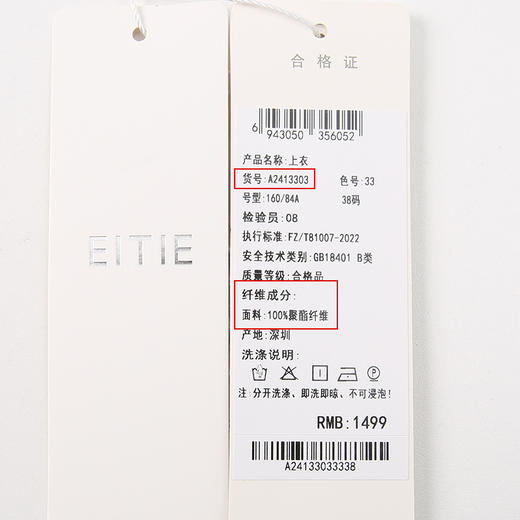 EITIE
合格证
6 943050 356052
产品名称:上衣
货号:A2413303 色号:33
号型:160/84A 38码
检验员:08
执行标准:FZ/T81007-2022
安全技术类别:GB18401 B类
质量等级:合格品
纤维成分:
面料:100%聚酯纤维
产地:深圳
洗涤说明:
注:分开洗涤、即洗即晾、不可浸泡!
RMB:1499
A24133033338